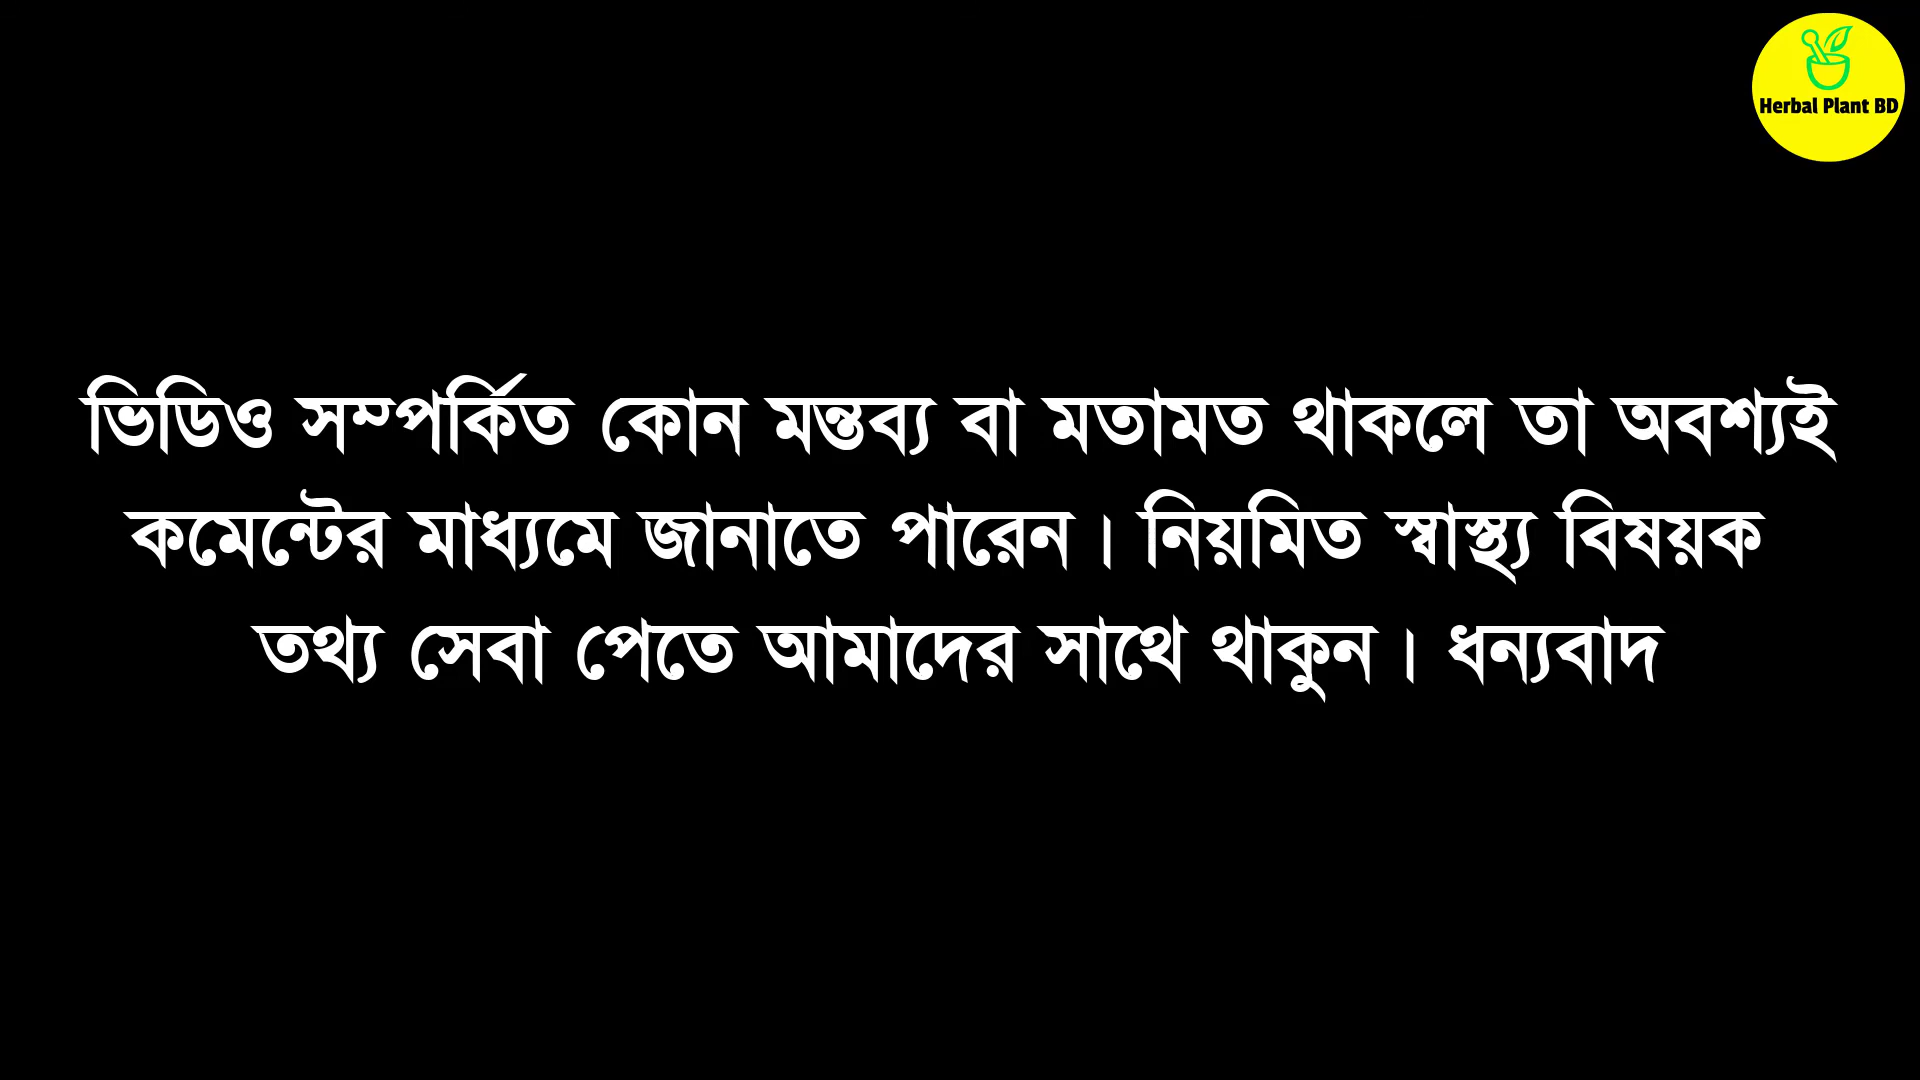 Herbal Plant BD
ভিডিও সম্পর্কিত কোন মন্তব্য বা মতামত থাকলে তা অবশ্যই
কমেন্টের মাধ্যমে জানাতে পারেন। নিয়মিত স্বাস্থ্য বিষয়ক
তথ্য সেবা পেতে আমাদের সাথে থাকুন। ধন্যবাদ